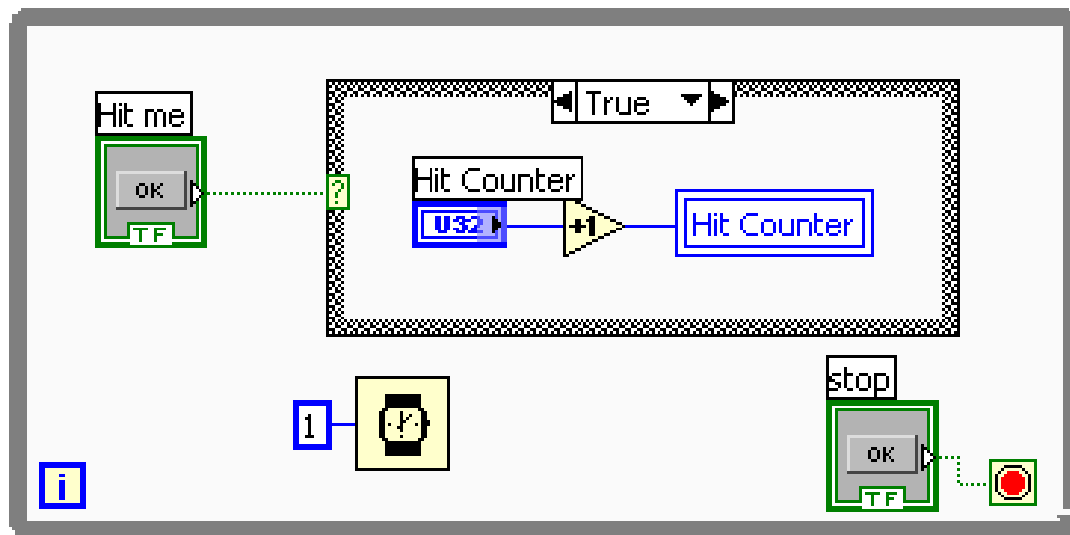 Hit me
OK
TF
?
True
Hit Counter
U32
+1
Hit Counter
1
i
stop
OK
TF